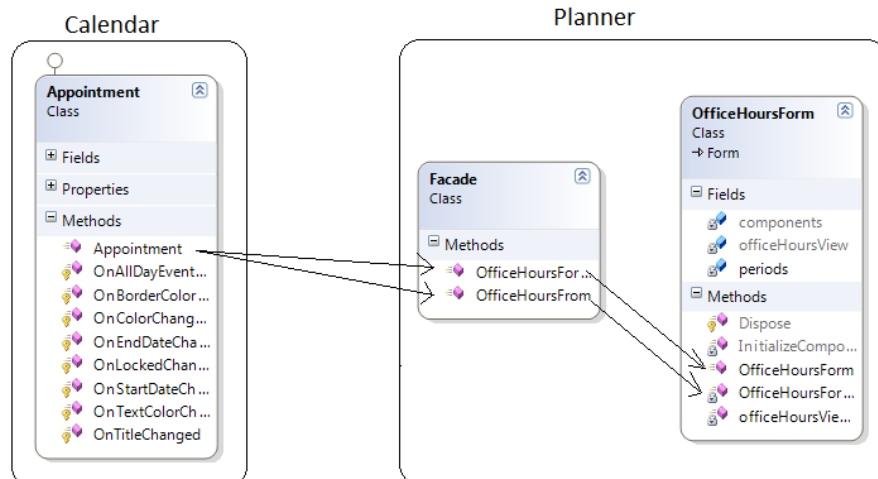 Calendar
Planner
Appointment
Class
Fields
Properties
Methods
Appointment
OnAllDayEvent...
OnBorderColor...
OnColorChang...
OnEndDateCha...
OnLockedChan...
OnStartDateCh...
OnTextColorCh...
OnTitleChanged
Facade
Class
Methods
OfficeHoursFor...
OfficeHoursFrom
OfficeHoursForm
Class
Form
Fields
components
officeHoursView
periods
Methods
Dispose
InitializeCompo...
OfficeHoursForm
OfficeHoursFor...
officeHoursVie...